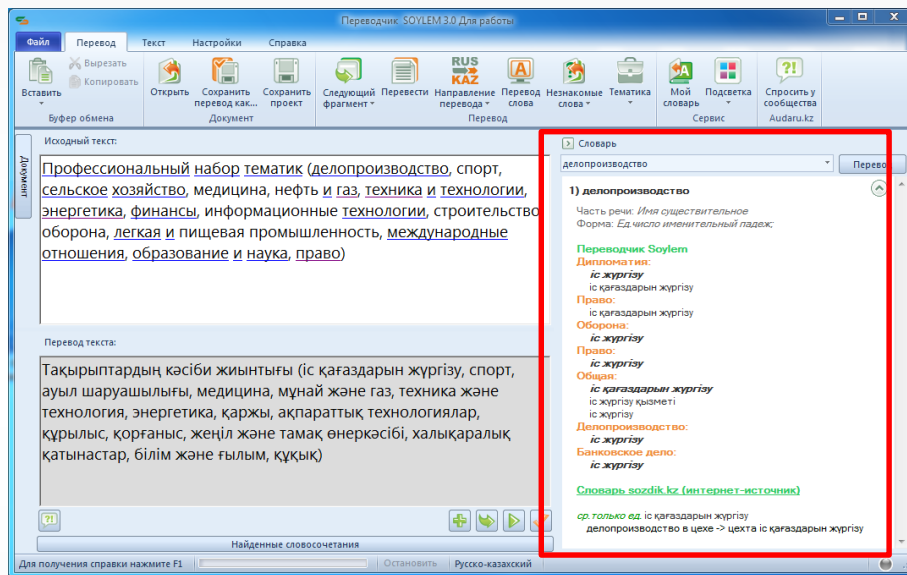 Переводчик SOYLEM 3.0 Для работы
Файл Перевод Текст Настройки Справка
Вставить
Вырезать
Копировать
Буфер обмена
Открыть
Сохранить перевод как...
Сохранить проект
Документ
Следующий фрагмент
Перевести
RUS
KAZ
Направление перевода
Перевод слова
Незнакомые слова
Тематика
Перевод
Мой словарь
Подсветка
Сервис
Спросить у сообщества
Audaru.kz
Документ
Исходный текст:
Профессиональный набор тематик (делопроизводство, спорт,
сельское хозяйство, медицина, нефть и газ, техника и технологии,
энергетика, финансы, информационные технологии, строительство
оборона, легкая и пищевая промышленность, международные
отношения, образование и наука, право)
Перевод текста:
Тақырыптардың кәсіби жиынтығы (іс қағаздарын жүргізу, спорт,
ауыл шаруашылығы, медицина, мұнай және газ, техника және
технология, энергетика, қаржы, ақпараттық технологиялар,
құрылыс, қорғаныс, жеңіл және тамақ өнеркәсібі, халықаралық
қатынастар, білім және ғылым, құқық)
Найденные словосочетания
Словарь
делопроизводство Перевод
1) делопроизводство
Часть речи: Имя существительное
Форма: Ед.число именительный падеж;
Переводчик Soylem
Дипломатия:
іс жүргізу
іс қағаздарын жүргізу
Право:
іс қағаздарын жүргізу
Оборона:
іс жүргізу
Право:
іс жүргізу
Общая:
іс қағаздарын жүргізу
іс жүргізу қызметі
іс жүргізу
Делопроизводство:
іс жүргізу
Банковское дело:
іс жүргізу
Словарь sozdik.kz (интернет-источник)
ср.только ед. іс қағаздарын жүргізу
делопроизводство в цехе -> цехта іс қағаздарын жүргізу
Для получения справки нажмите F1 Остановить Русско-казахский